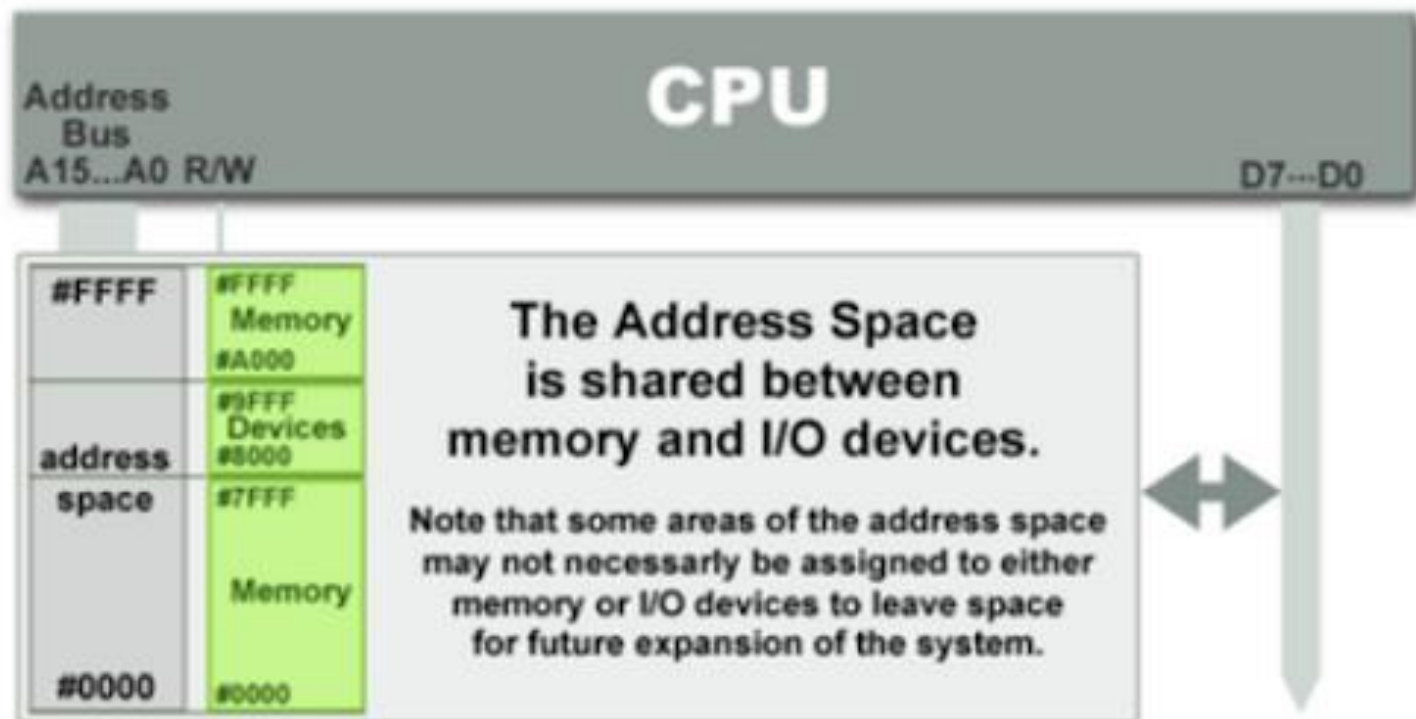 CPU
Address
Bus
A15...A0 R/W
D7---D0
#FFFF
address
space
#0000
#FFFF
Memory
#A000
#9FFF
Devices
#8000
#7FFF
Memory
#0000
The Address Space
is shared between
memory and I/O devices.
Note that some areas of the address space
may not necessarly be assigned to either
memory or I/O devices to leave space
for future expansion of the system.